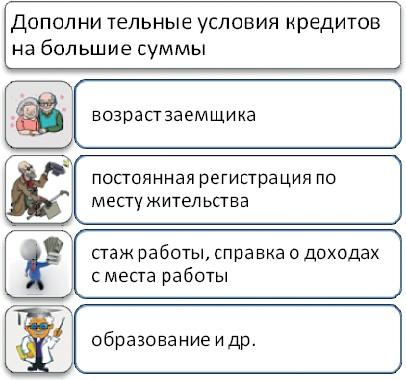 Дополни тельные условия кредитов
на большие суммы
возраст заемщика
постоянная регистрация по
месту жительства
стаж работы, справка о доходах
с места работы
образование и др.